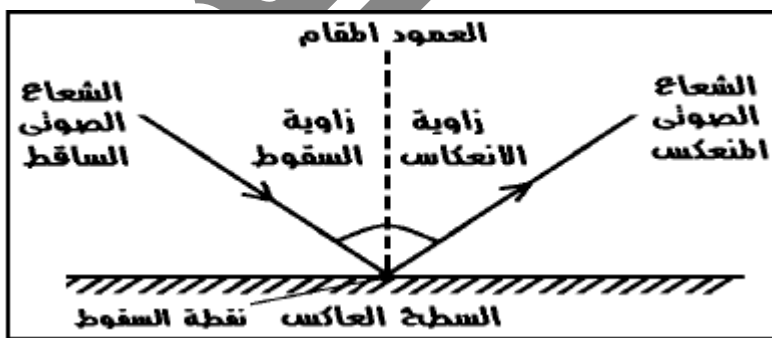 العمود المقام
الشعاع
الصوتى
المنعكس
زاوية
الانعكاس
زاوية
السقوط
الشعاع
الصوتى
الساقط
السطح العاكس
نقطة السقوط